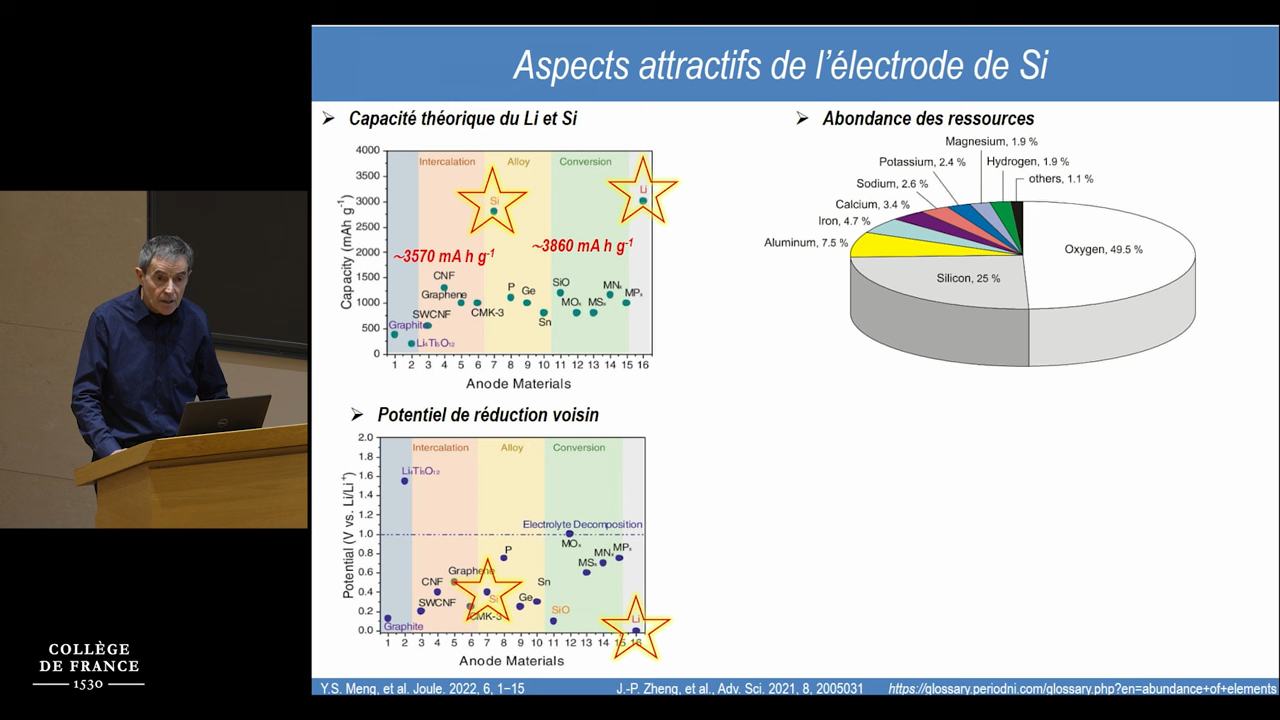 Aspects attractifs de l'électrode de Si
Capacité théorique du Li et Si
Abondance des ressources
4000
3500
3000
2500
2000
1500
1000
500
0
Capacity (mAh g-1)
Intercalation
Alloy
Conversion
Si
Li
~3570 mA h g-1
~3860 mA h g-1
CNF
Graphene
SWCNF
CMK-3
Graphite
Li4Ti5O12
P
Ge
Sn
SiO
MOx
MSx
MNx
MPx
1 2 3 4 5 6 7 8 9 10 11 12 13 14 15 16
Anode Materials
Magnesium, 1.9 %
Potassium, 2.4 %
Hydrogen, 1.9 %
Sodium, 2.6 %
others, 1.1 %
Calcium, 3.4 %
Iron, 4.7 %
Aluminum, 7.5 %
Oxygen, 49.5 %
Silicon, 25 %
Potentiel de réduction voisin
2.0
1.8
1.6
1.4
1.2
1.0
0.8
0.6
0.4
0.2
0.0
Potential (V vs. Li/Li+)
Intercalation
Alloy
Conversion
Li4Ti5O12
Electrolyte Decomposition
P
MOx
MNx
MPx
MSx
Graphene
CNF
SWCNF
CMK-3
Si
Ge
Sn
SiO
Li
Graphite
1 2 3 4 5 6 7 8 9 10 11 12 13 14 15 16
Anode Materials
Y.S. Meng, et al. Joule. 2022, 6, 1–15
J.-P. Zheng, et al., Adv. Sci. 2021, 8, 2005031
https://glossary.periodni.com/glossary.php?en=abundance+of+elements
COLLÈGE
DE FRANCE
1530